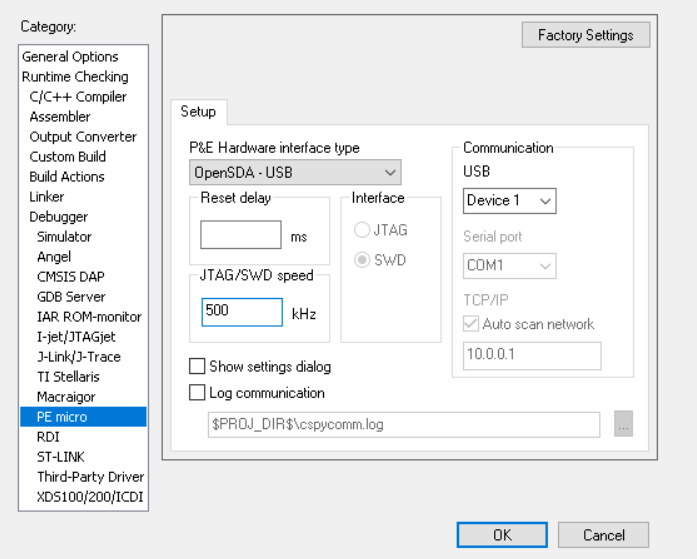 Category:
General Options
Runtime Checking
C/C++ Compiler
Assembler
Output Converter
Custom Build
Build Actions
Linker
Debugger
Simulator
Angel
CMSIS DAP
GDB Server
IAR ROM-monitor
I-jet/JTAGjet
J-Link/J-Trace
TI Stellaris
Macraigor
PE micro
RDI
ST-LINK
Third-Party Driver
XDS100/200/ICDI
Factory Settings
Setup
P&E Hardware interface type
OpenSDA - USB
Reset delay
ms
JTAG/SWD speed
500
kHz
Interface
JTAG
SWD
Communication
USB
Device 1
Serial port
COM1
TCP/IP
Auto scan network
10.0.0.1
Show settings dialog
Log communication
$PROJ_DIR$\cspycomm.log
...
OK
Cancel